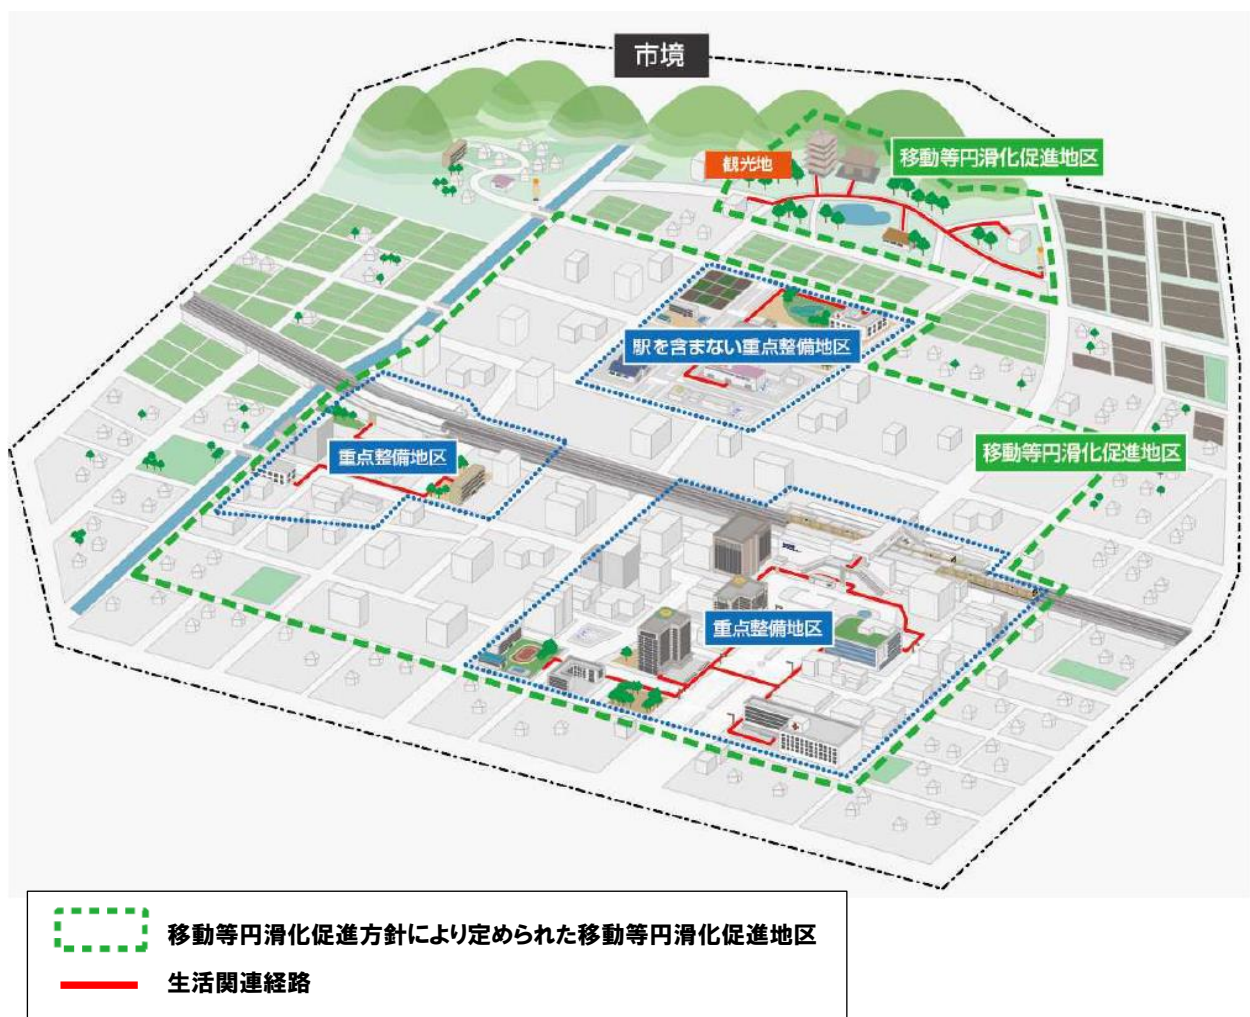 市境
移動等円滑化促進地区
観光地
駅を含まない重点整備地区
移動等円滑化促進地区
重点整備地区
重点整備地区
移動等円滑化促進方針により定められた移動等円滑化促進地区
生活関連経路